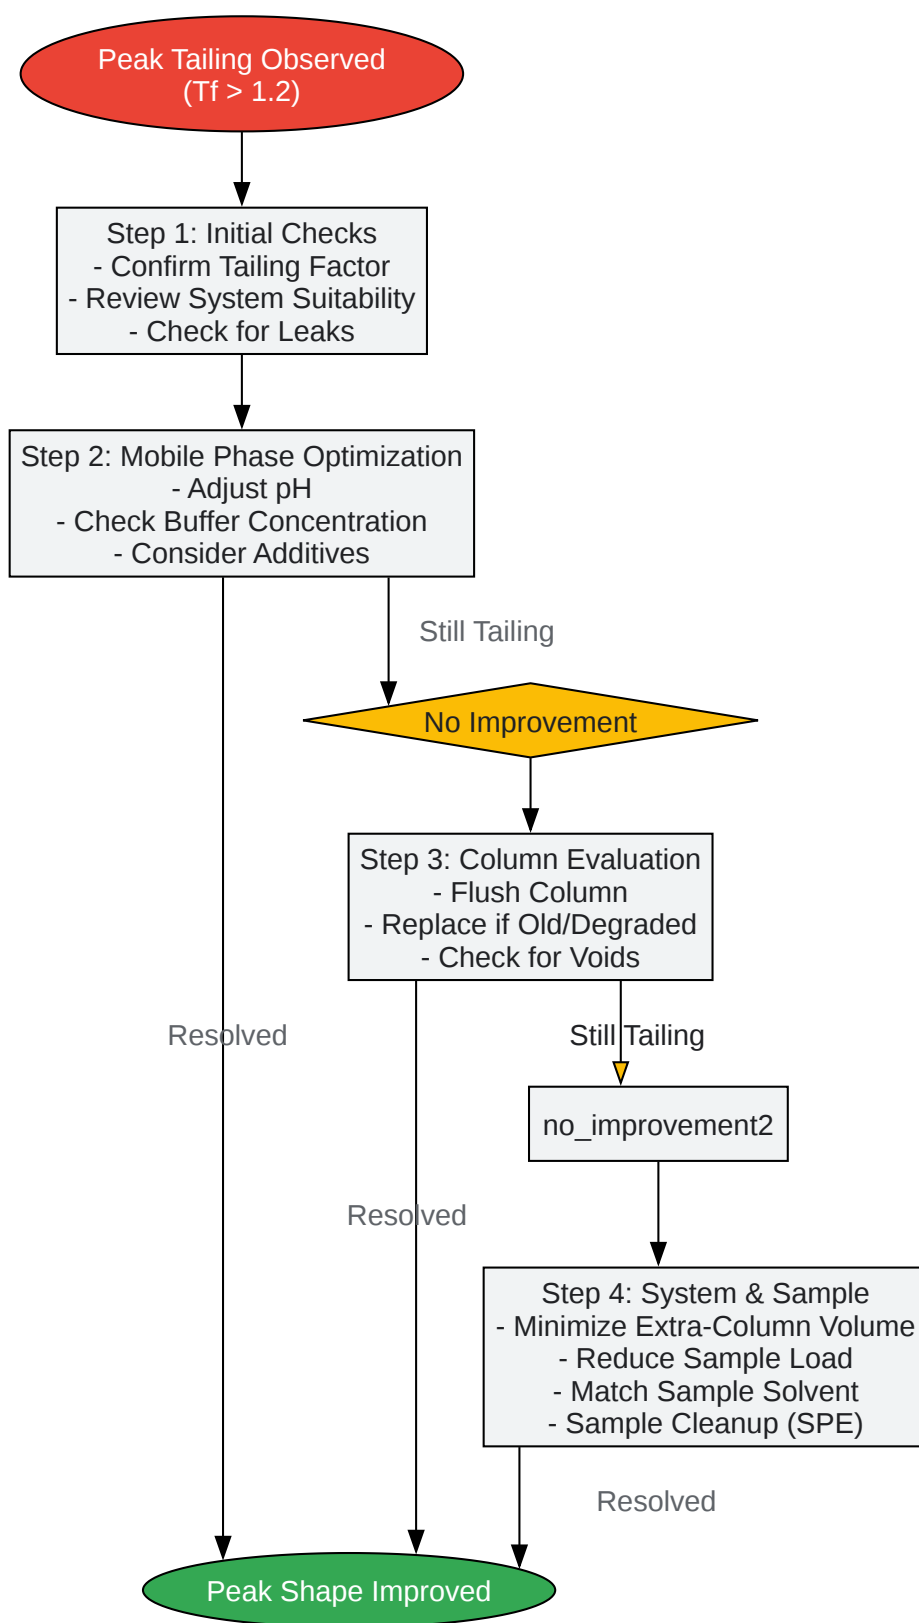 Peak Tailing Observed
(Tf > 1.2)
Step 1: Initial Checks
- Confirm Tailing Factor
- Review System Suitability
- Check for Leaks
Step 2: Mobile Phase Optimization
- Adjust pH
- Check Buffer Concentration
- Consider Additives
Still Tailing
No Improvement
Step 3: Column Evaluation
- Flush Column
- Replace if Old/Degraded
- Check for Voids
Resolved
Still Tailing
no_improvement2
Resolved
Step 4: System & Sample
- Minimize Extra-Column Volume
- Reduce Sample Load
- Match Sample Solvent
- Sample Cleanup (SPE)
Resolved
Peak Shape Improved